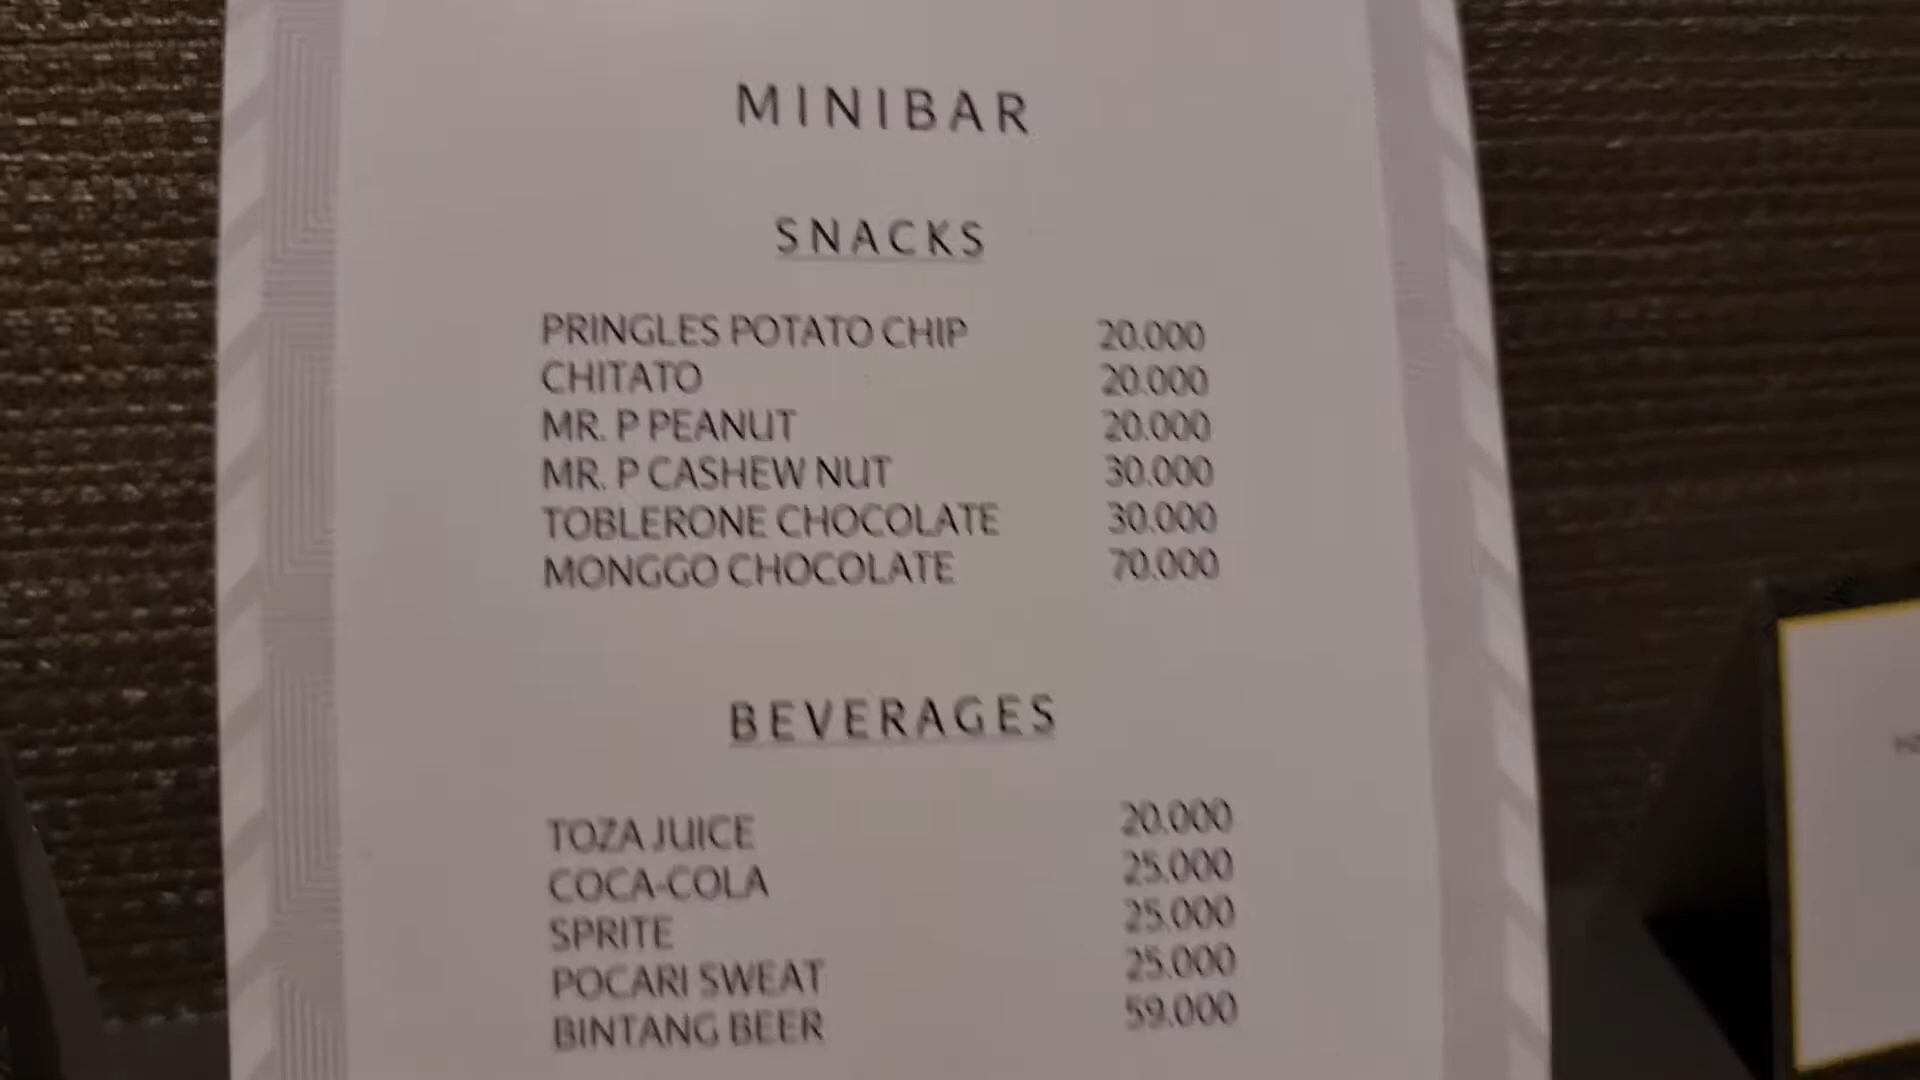 MINIBAR
SNACKS
PRINGLES POTATO CHIP 20.000
CHITATO 20.000
MR. P PEANUT 20.000
MR. P CASHEW NUT 30.000
TOBLERONE CHOCOLATE 30.000
MONGGO CHOCOLATE 70.000
BEVERAGES
TOZA JUICE 20.000
COCA-COLA 25.000
SPRITE 25.000
POCARI SWEAT 25.000
BINTANG BEER 59.000